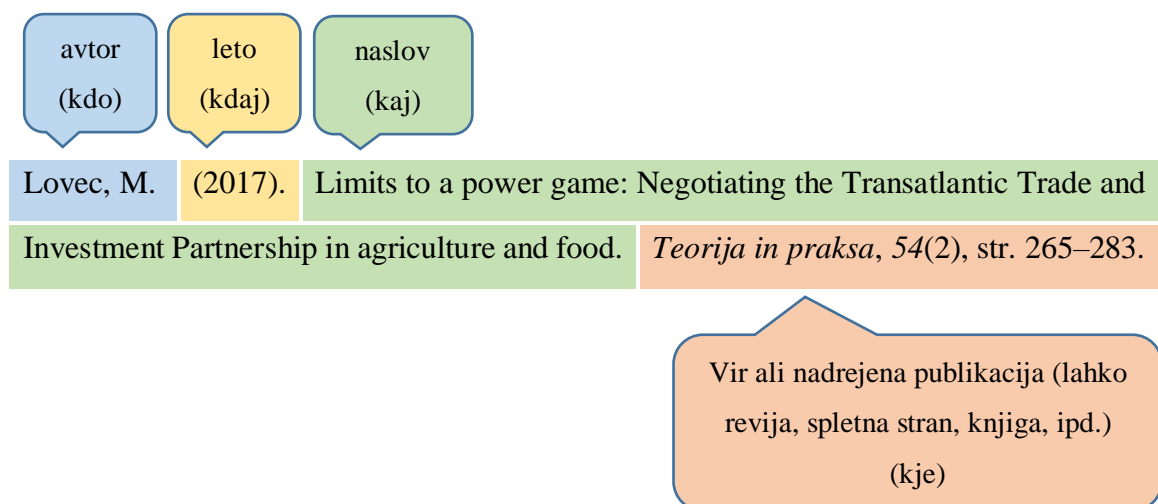 avtor
(kdo)
leto
(kdaj)
naslov
(kaj)
Lovec, M. (2017). Limits to a power game: Negotiating the Transatlantic Trade and
Investment Partnership in agriculture and food. Teorija in praksa, 54(2), str. 265–283.
Vir ali nadrejena publikacija (lahko
revija, spletna stran, knjiga, ipd.)
(kje)